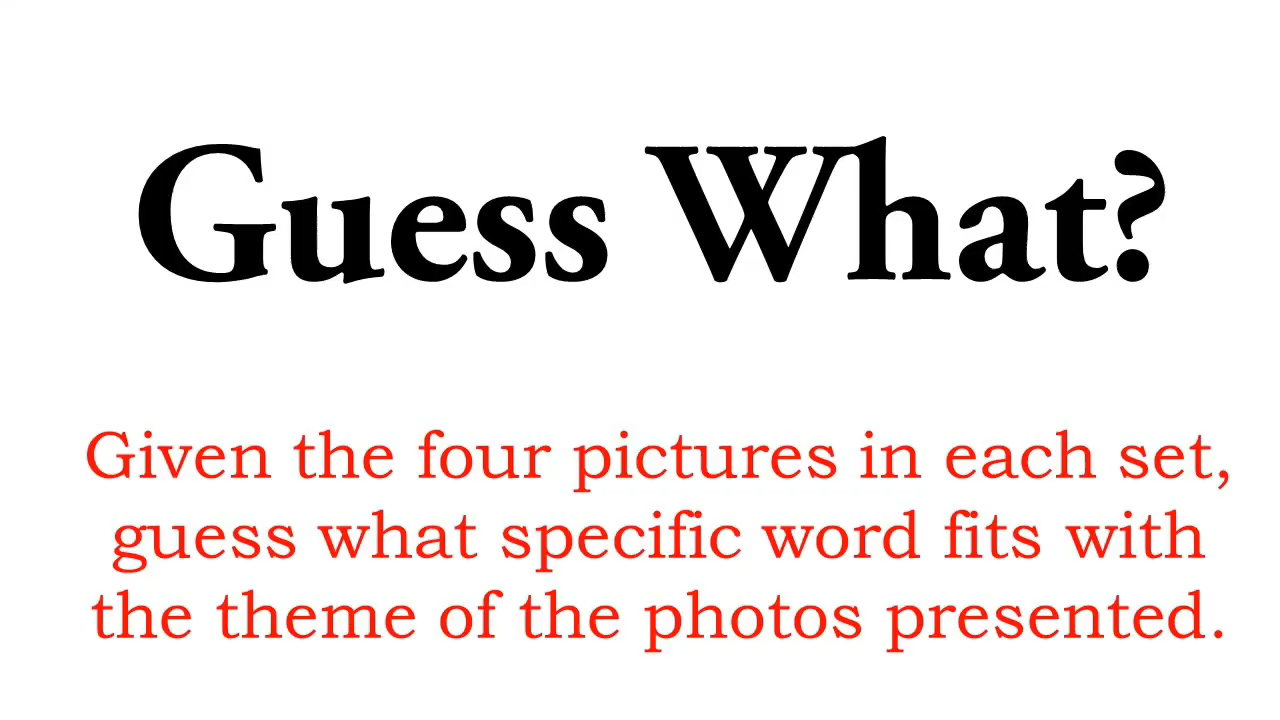 Guess What?
Given the four pictures in each set,
guess what specific word fits with
the theme of the photos presented.